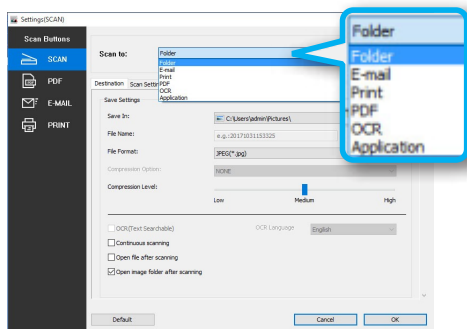 Settings(SCAN)
Scan Buttons
SCAN
PDF
E-MAIL
PRINT
Scan to:
Folder
Folder
E-mail
Print
PDF
OCR
Application
Destination
Scan Setti
Save Settings
Save In:
C:\Users\admin\Pictures\
File Name:
e.g.:20171031153325
File Format:
JPEG(*.jpg)
Compression Option:
NONE
Compression Level:
Low
Medium
High
OCR(Text Searchable)
OCR Language
English
Continuous scanning
Open file after scanning
Open image folder after scanning
Default
Cancel
OK
Folder
Folder
E-mail
Print
PDF
OCR
Application